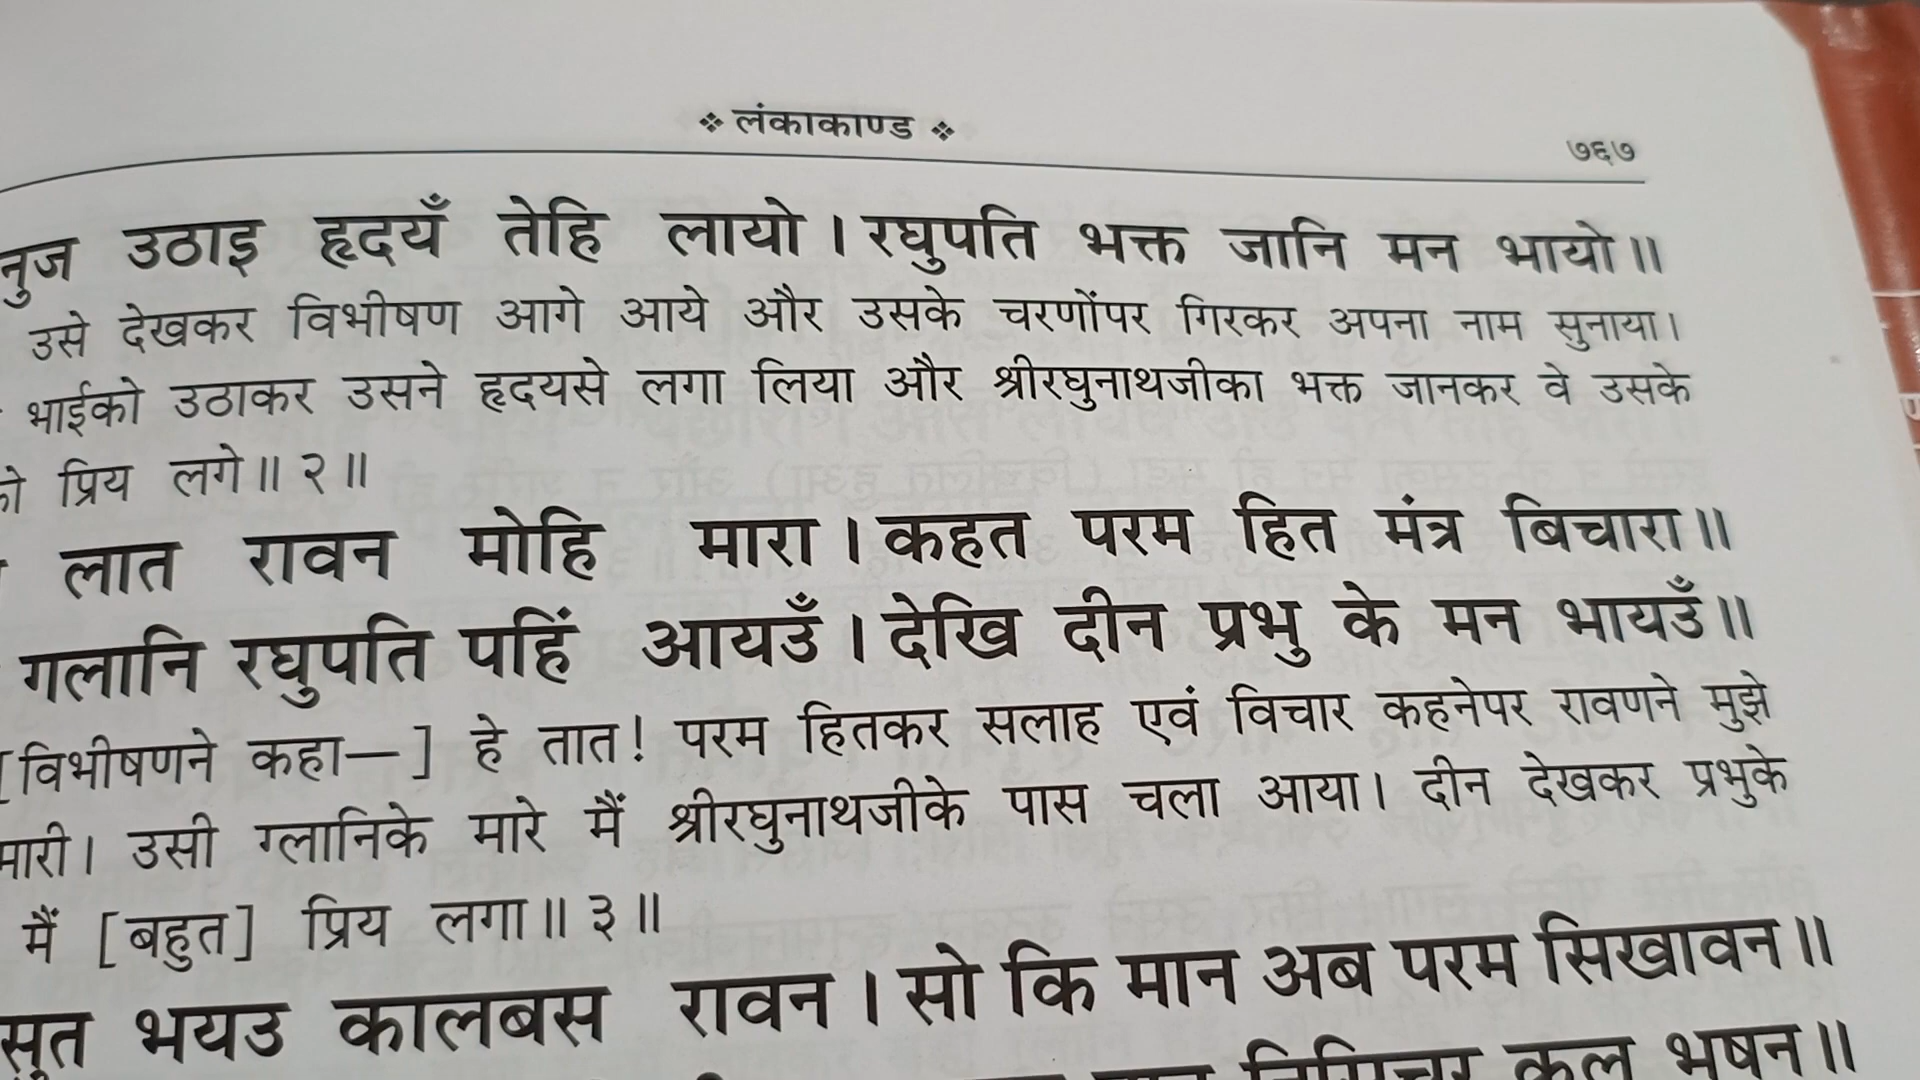 ❖ लंकाकाण्ड ❖
७६७
नुज उठाइ हृदयँ तेहि लायो । रघुपति भक्त जानि मन भायो ॥
उसे देखकर विभीषण आगे आये और उसके चरणोंपर गिरकर अपना नाम सुनाया।
भाईको उठाकर उसने हृदयसे लगा लिया और श्रीरघुनाथजीका भक्त जानकर वे उसके
प्रिय लगे ॥ २ ॥
लात रावन मोहि मारा । कहत परम हित मंत्र बिचारा ॥
गलानि रघुपति पहिं आयउँ । देखि दीन प्रभु के मन भायउँ ॥
[विभीषणने कहा—] हे तात! परम हितकर सलाह एवं विचार कहनेपर रावणने मुझे
मारी। उसी ग्लानिके मारे मैं श्रीरघुनाथजीके पास चला आया। दीन देखकर प्रभुके
मैं [बहुत] प्रिय लगा ॥ ३ ॥
सुत भयउ कालबस रावन । सो कि मान अब परम सिखावन ॥
निसिचर कुल भूषन ॥